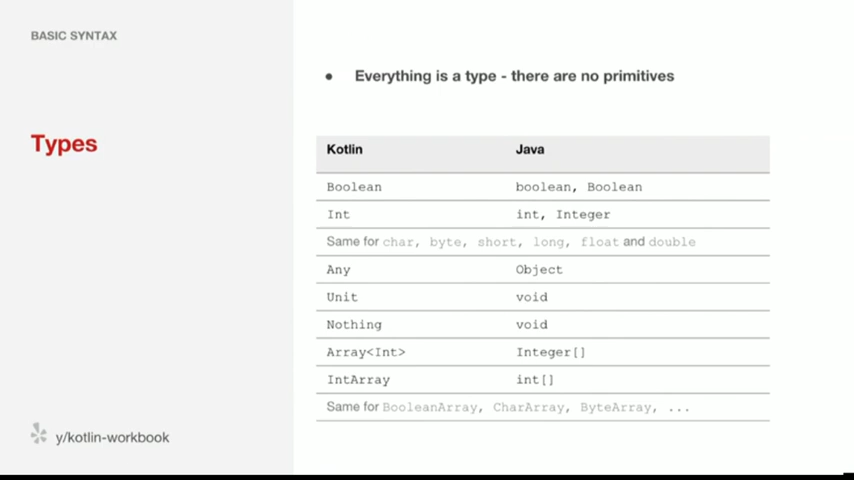 BASIC SYNTAX
• Everything is a type - there are no primitives
Types
Kotlin Java
Boolean boolean, Boolean
Int int, Integer
Same for char, byte, short, long, float and double
Any Object
Unit void
Nothing void
Array<Int> Integer[]
IntArray int[]
Same for BooleanArray, CharArray, ByteArray, ...
y/kotlin-workbook